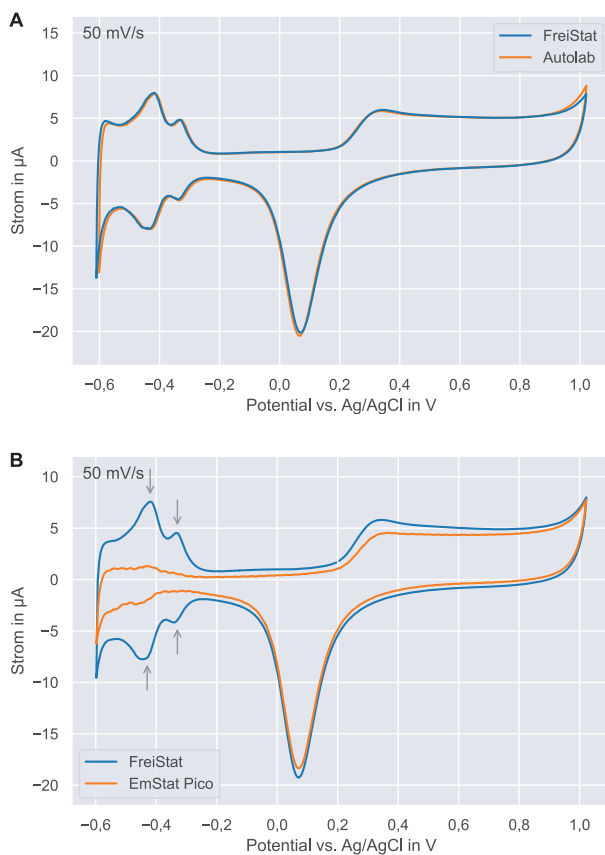 A
50 mV/s
FreiStat
Autolab
15
10
5
0
−5
−10
−15
−20
Strom in µA
−0,6
−0,4
−0,2
0,0
0,2
0,4
0,6
0,8
1,0
Potential vs. Ag/AgCl in V
B
50 mV/s
10
5
0
−5
−10
−15
−20
Strom in µA
FreiStat
EmStat Pico
−0,6
−0,4
−0,2
0,0
0,2
0,4
0,6
0,8
1,0
Potential vs. Ag/AgCl in V